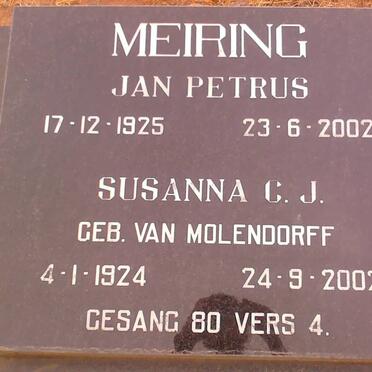 MEIRING
JAN PETRUS
17-12-1925 23-6-2002
SUSANNA C. J.
GEB. VAN MOLENDORFF
4-1-1924 24-9-2002
GESANG 80 VERS 4.